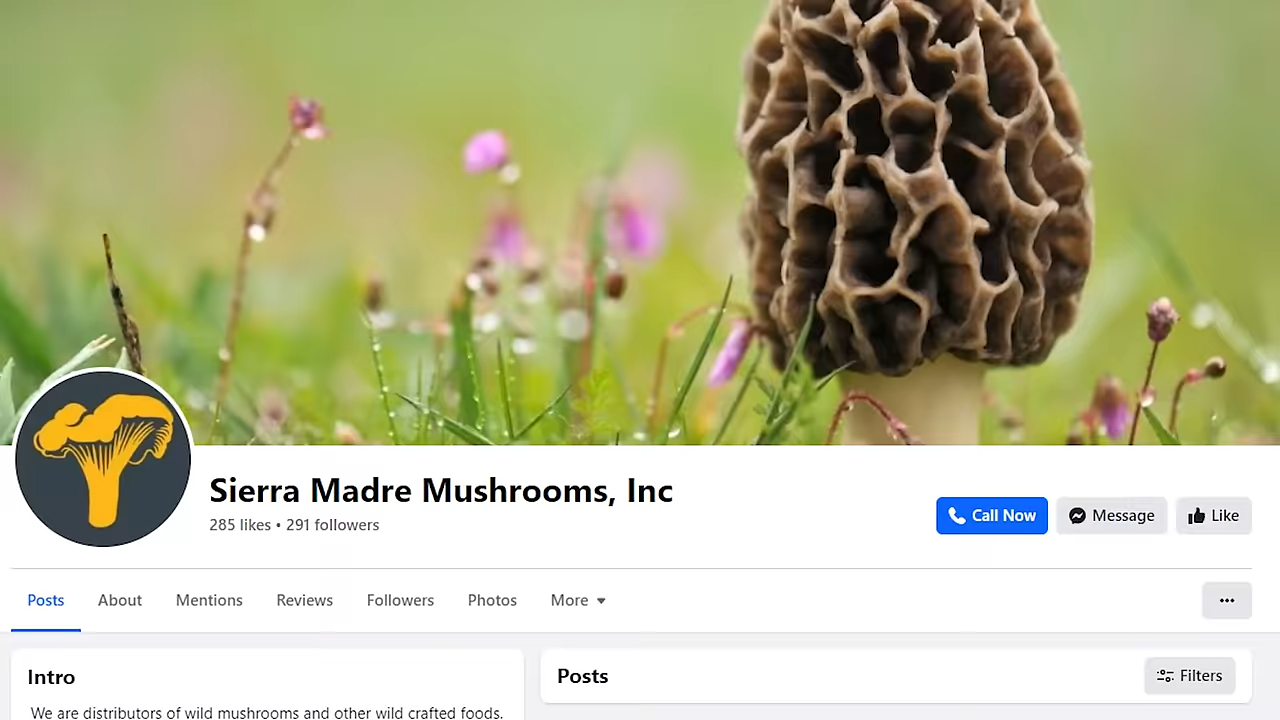 Sierra Madre Mushrooms, Inc
285 likes • 291 followers
Call Now
Message
Like
Posts
About
Mentions
Reviews
Followers
Photos
More
Intro
Posts
Filters
We are distributors of wild mushrooms and other wild crafted foods.